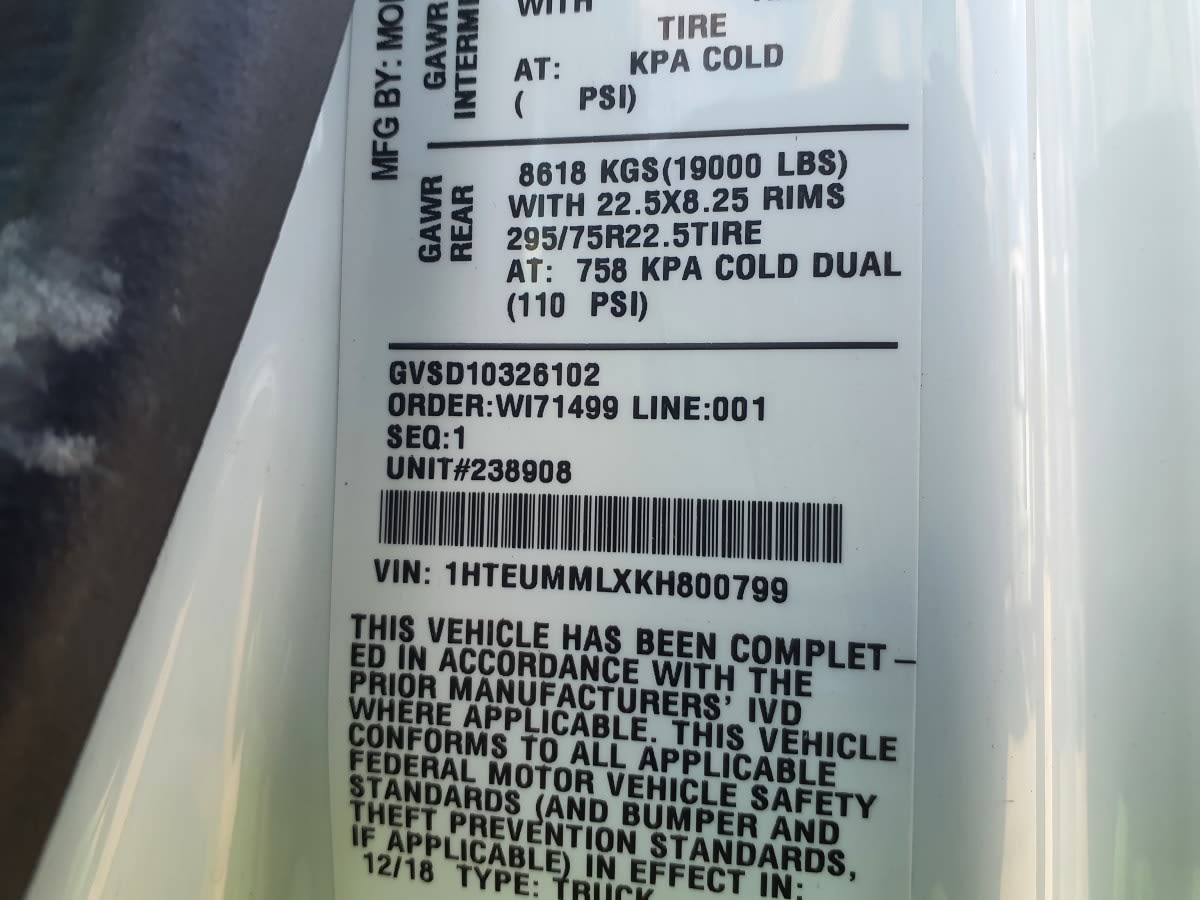 MFG BY:
GAWR
WITH
TIRE
AT: KPA COLD
( PSI)
GAWR
REAR
8618 KGS(19000 LBS)
WITH 22.5X8.25 RIMS
295/75R22.5TIRE
AT: 758 KPA COLD DUAL
(110 PSI)
GVSD10326102
ORDER:WI71499 LINE:001
SEQ:1
UNIT#238908
VIN: 1HTEUMMLXKH800799
THIS VEHICLE HAS BEEN COMPLET-
ED IN ACCORDANCE WITH THE
PRIOR MANUFACTURERS' IVD
WHERE APPLICABLE. THIS VEHICLE
CONFORMS TO ALL APPLICABLE
FEDERAL MOTOR VEHICLE SAFETY
STANDARDS (AND BUMPER AND
THEFT PREVENTION STANDARDS,
IF APPLICABLE) IN EFFECT IN:
12/18 TYPE: TRUCK